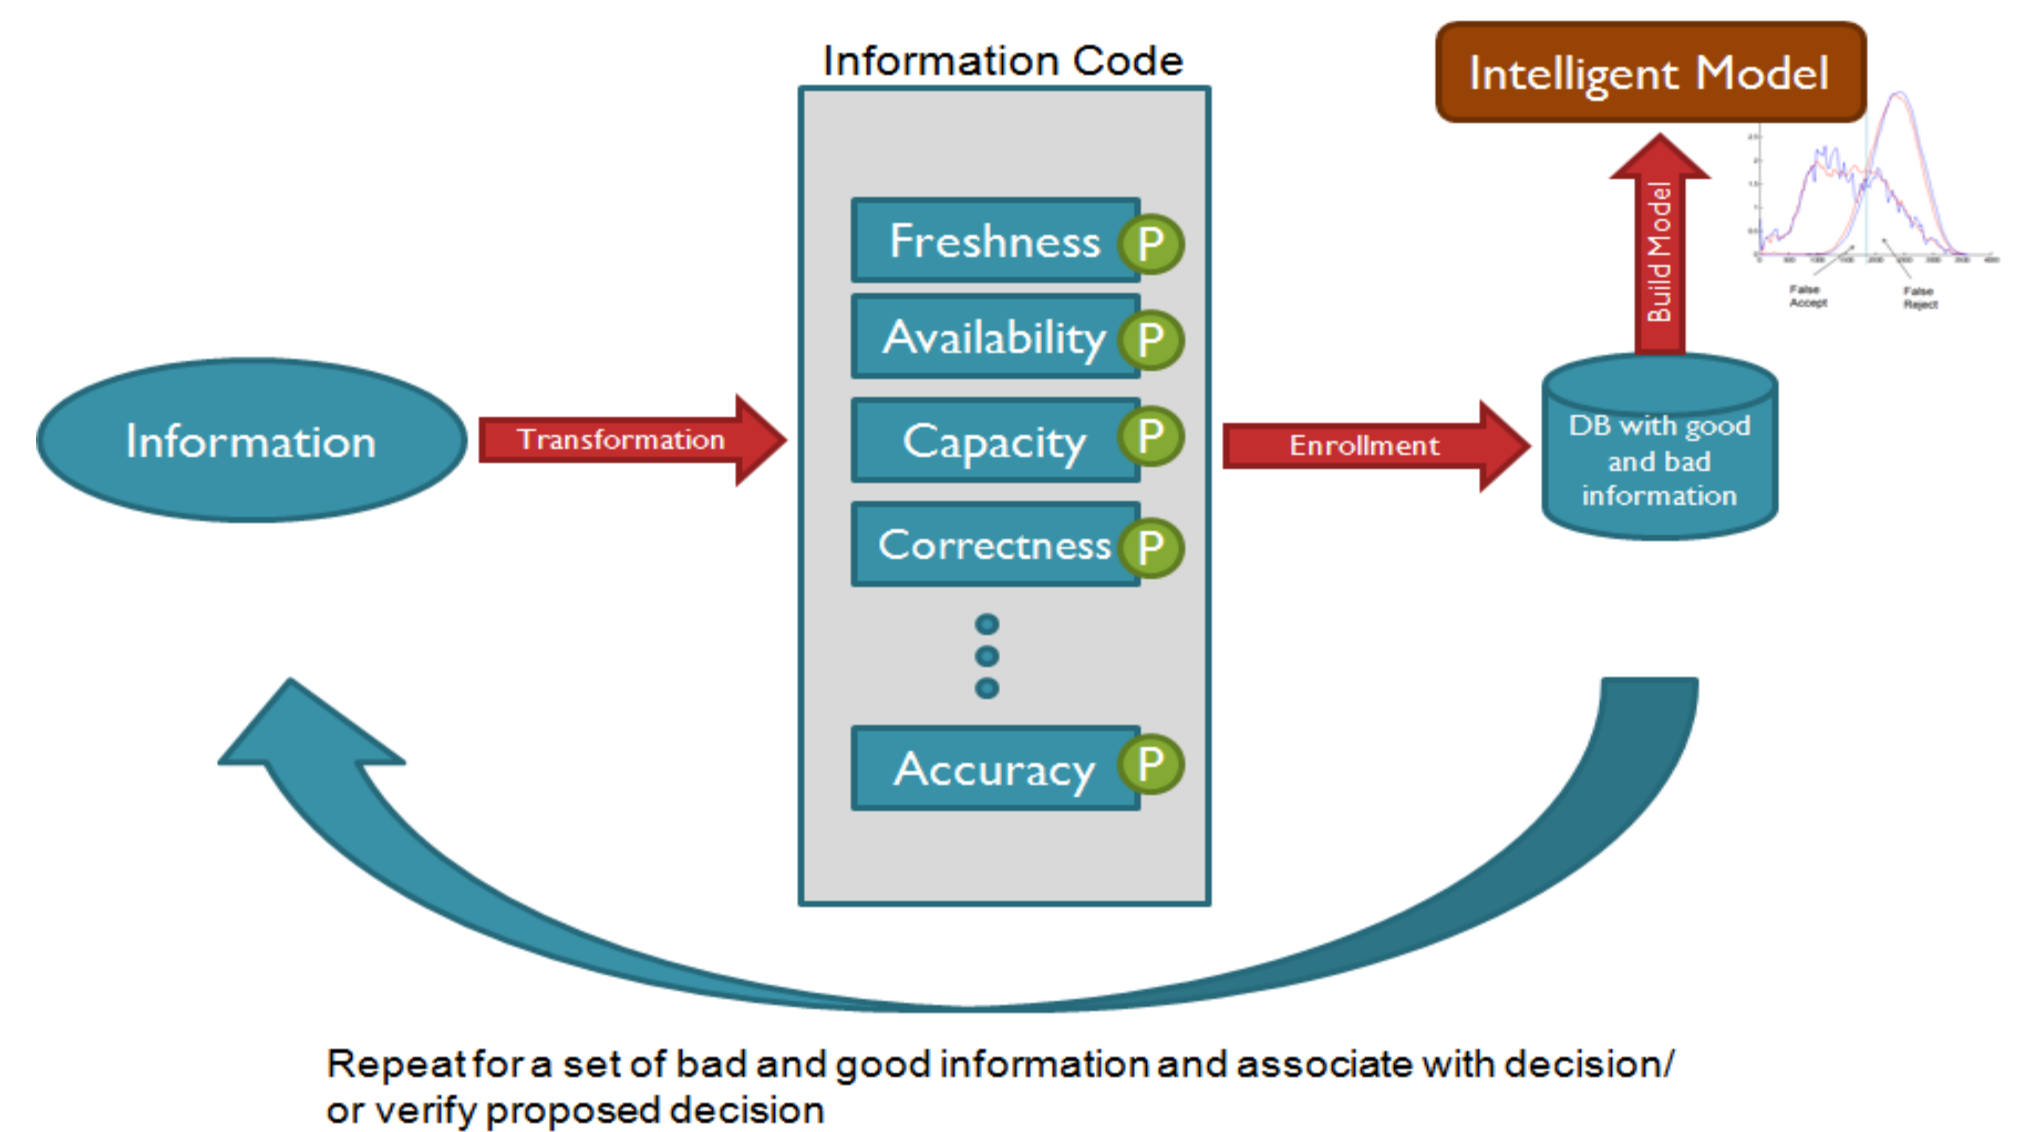 Information Code
Intelligent Model
Freshness P
Availability P
Capacity P
Correctness P
Accuracy P
Information
Transformation
Enrollment
DB with good
and bad
information
Build Model
False
Accept
False
Reject
Repeat for a set of bad and good information and associate with decision/
or verify proposed decision